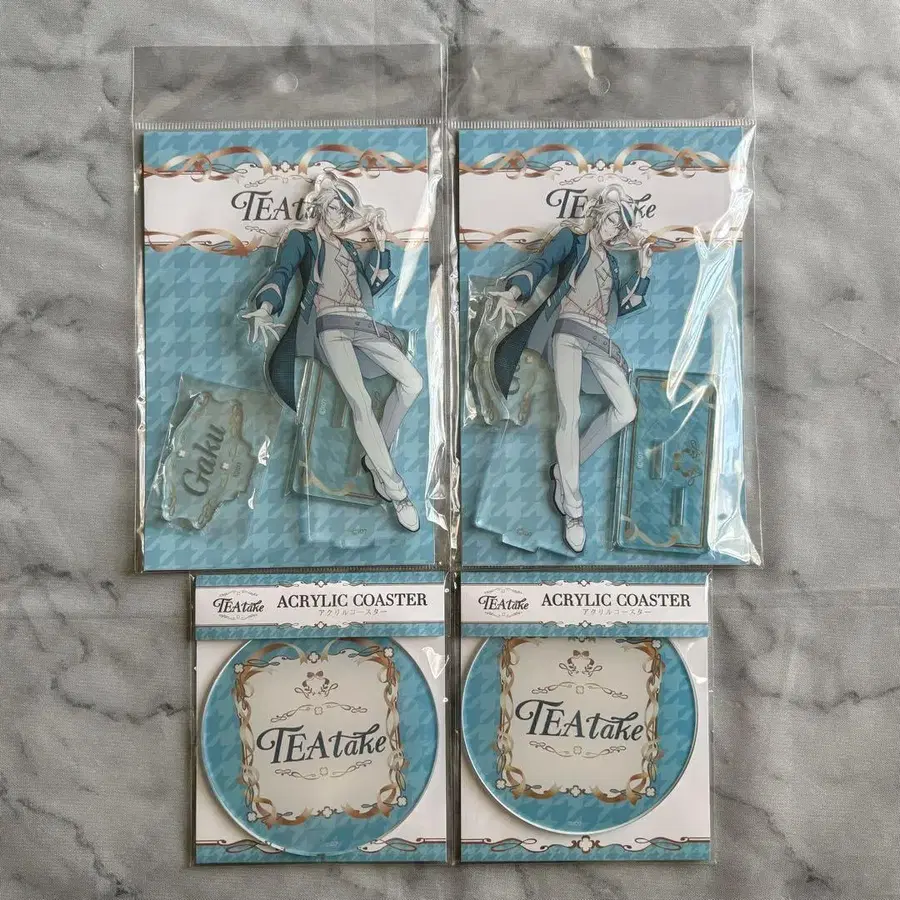 TEAtake
TEAtake
Gaku
TEAtake ACRYLIC COASTER
アクリルコースター
TEAtake ACRYLIC COASTER
アクリルコースター
TEAtake
TEAtake